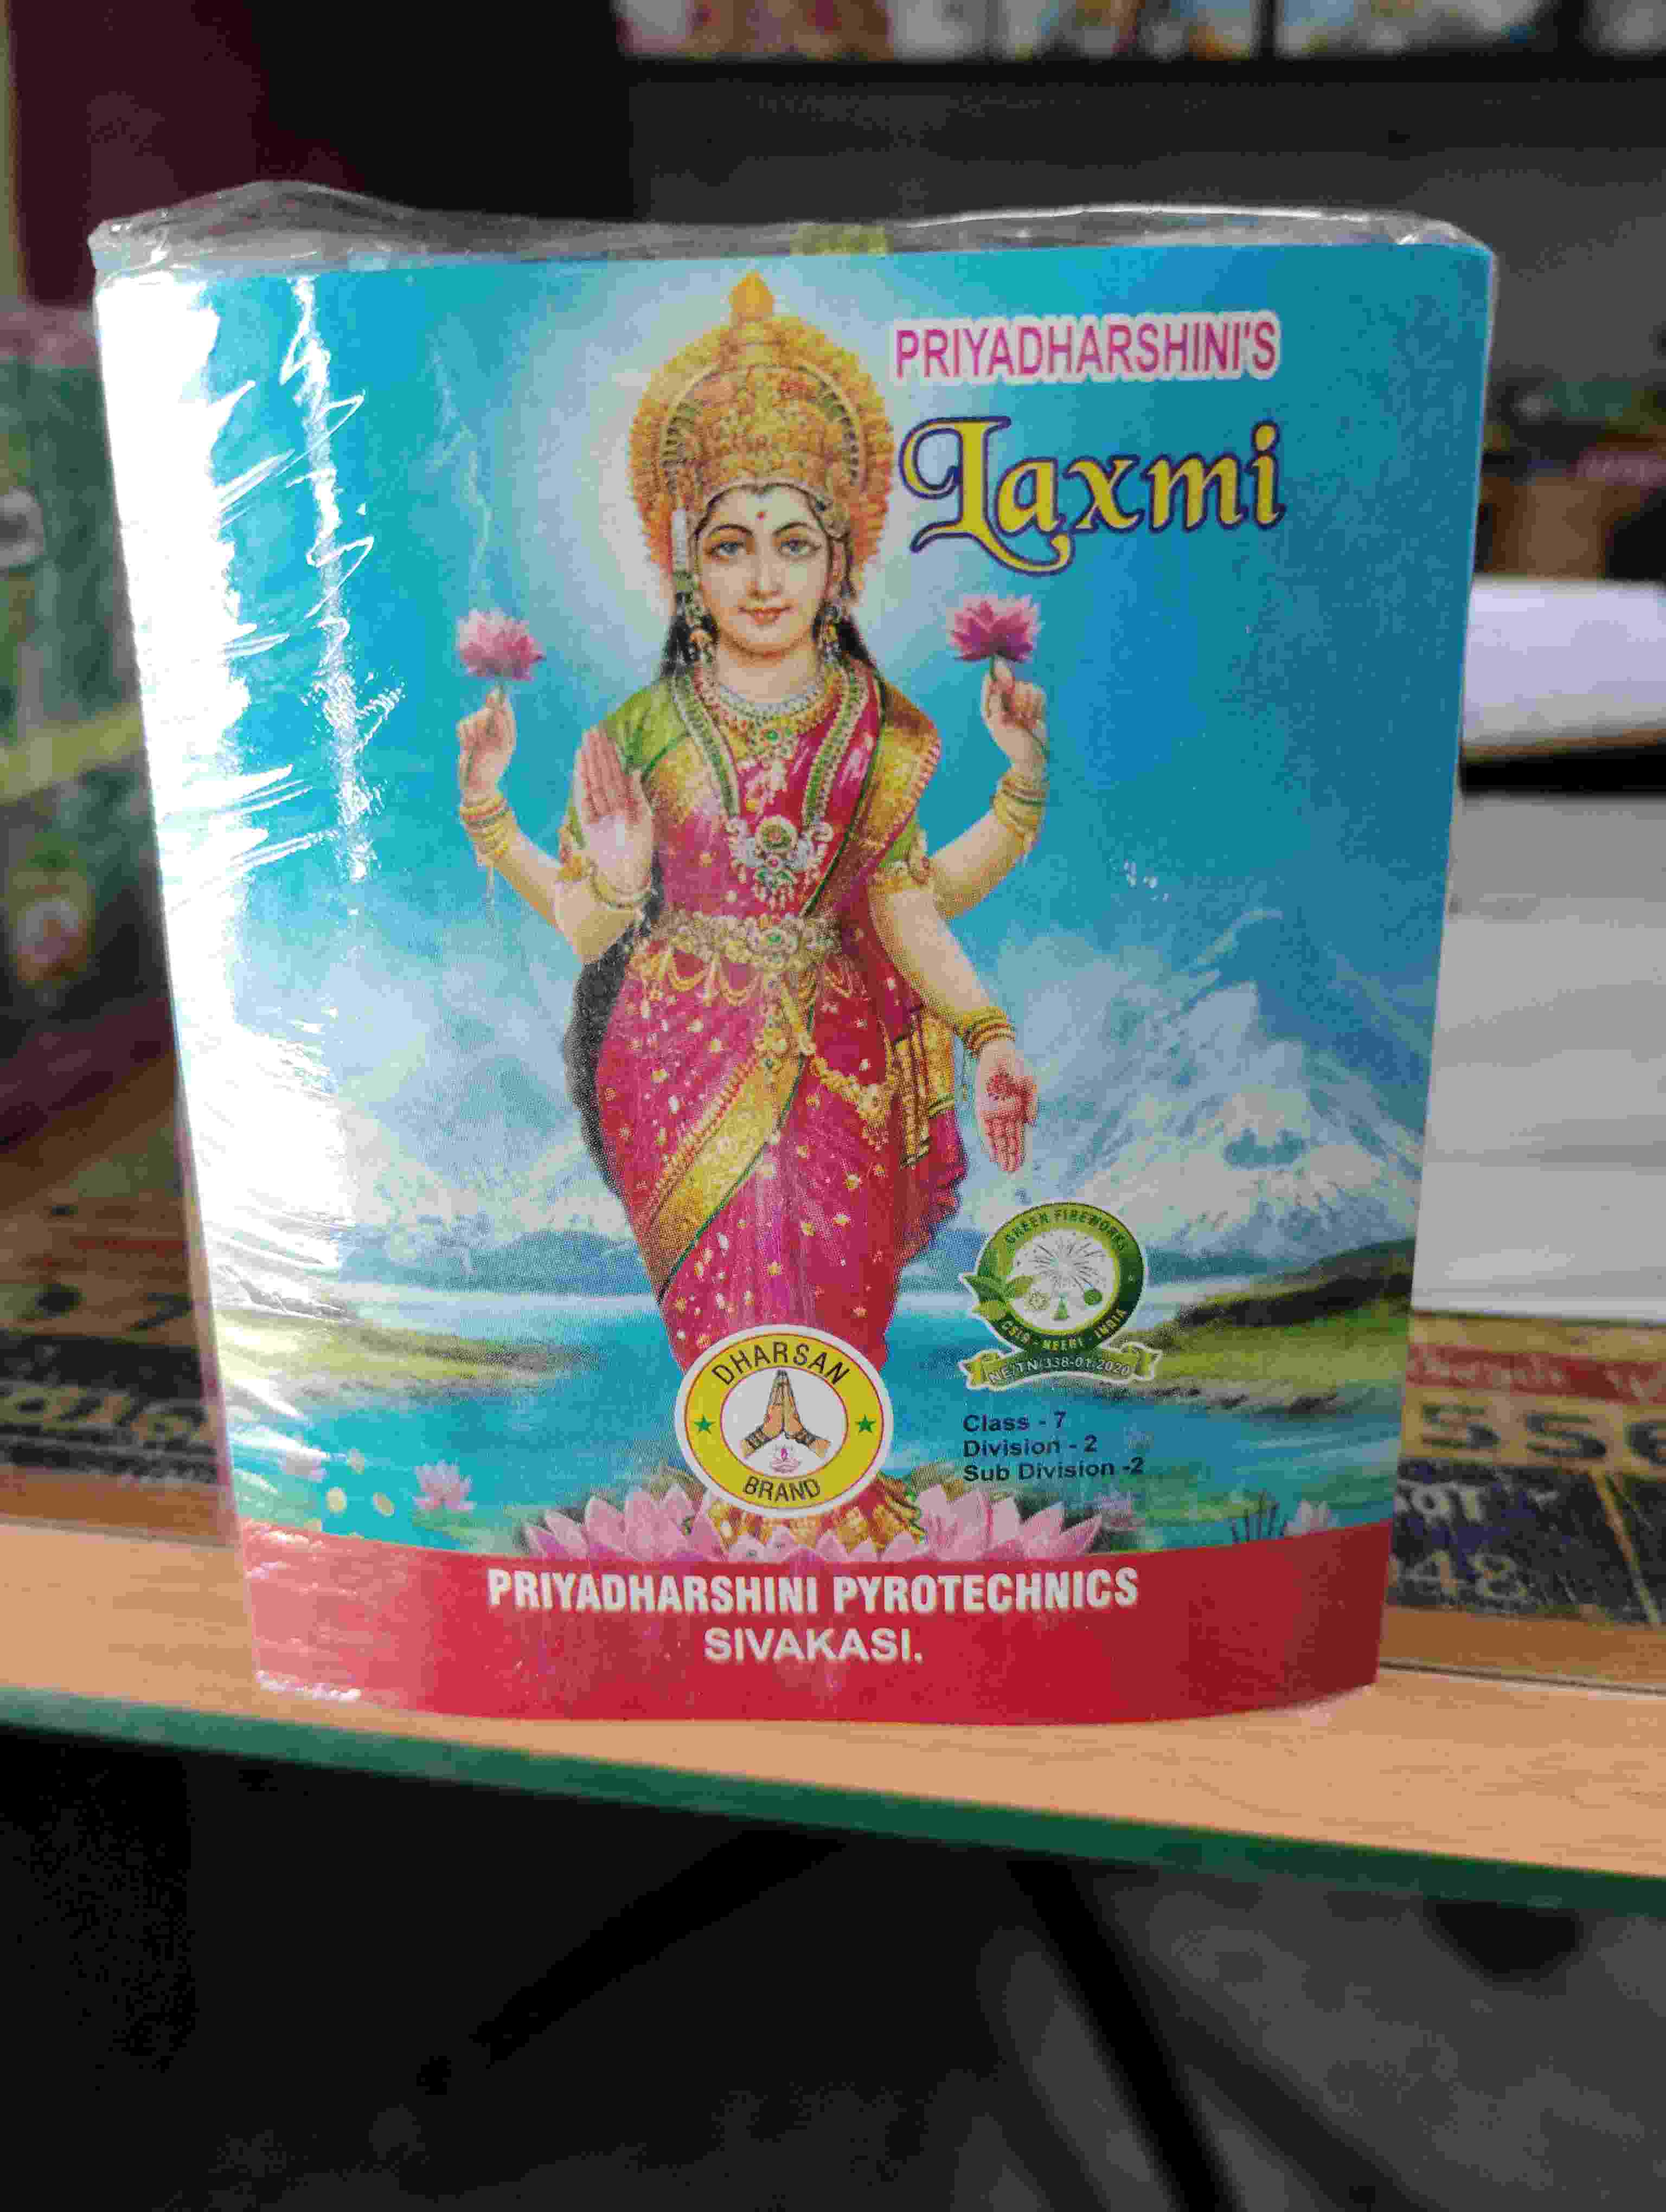 PRIYADHARSHINI'S
Laxmi
GREEN FIREWORKS
CSIR - NEERI - INDIA
NE/TN/338-01-2020
DHARSAN
BRAND
Class - 7
Division - 2
Sub Division -2
PRIYADHARSHINI PYROTECHNICS
SIVAKASI.